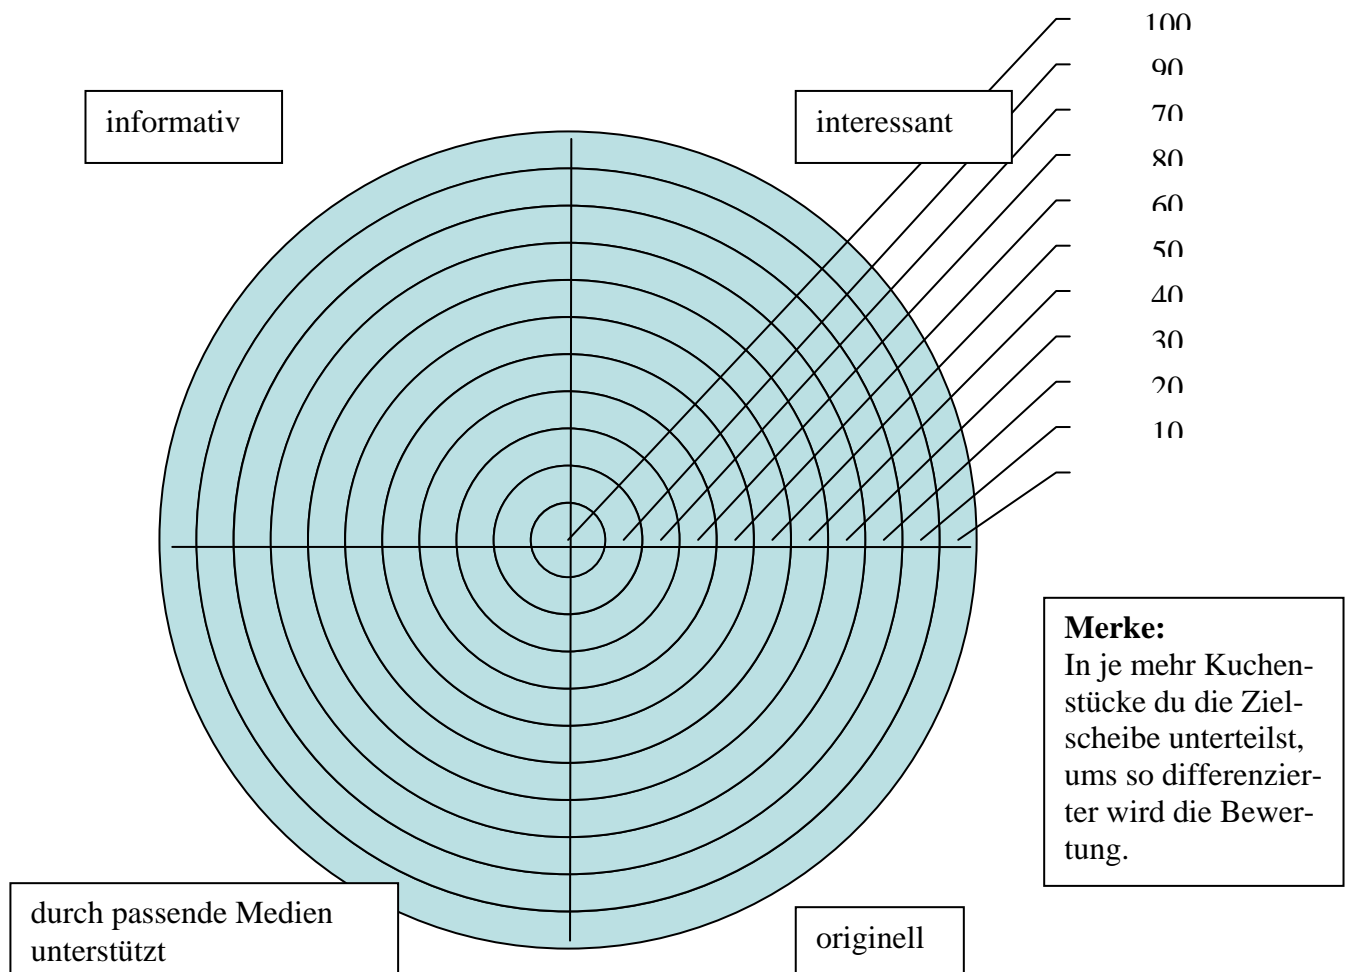 100
90
informativ
interessant
70
80
60
50
40
30
20
10
Merke:
In je mehr Kuchen-
stücke du die Ziel-
scheibe unterteilst,
ums so differenzier-
ter wird die Bewer-
tung.
durch passende Medien
unterstützt
originell